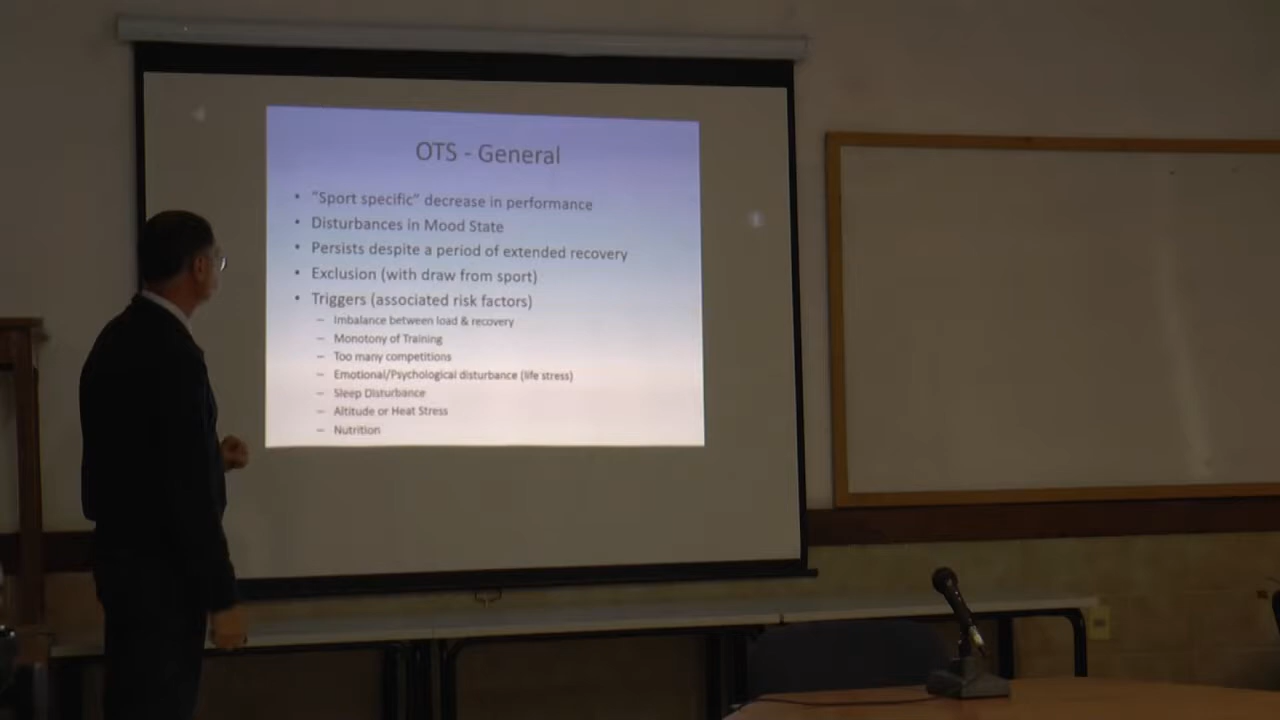 OTS - General
• "Sport specific" decrease in performance
• Disturbances in Mood State
• Persists despite a period of extended recovery
• Exclusion (with draw from sport)
• Triggers (associated risk factors)
– Imbalance between load & recovery
– Monotony of Training
– Too many competitions
– Emotional/Psychological disturbance (life stress)
– Sleep Disturbance
– Altitude or Heat Stress
– Nutrition